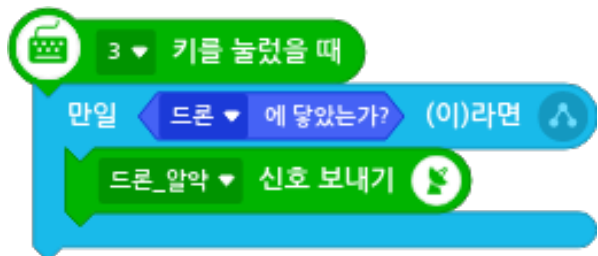 3 키를 눌렀을 때
만일 드론 에 닿았는가? (이)라면
드론_알약 신호 보내기